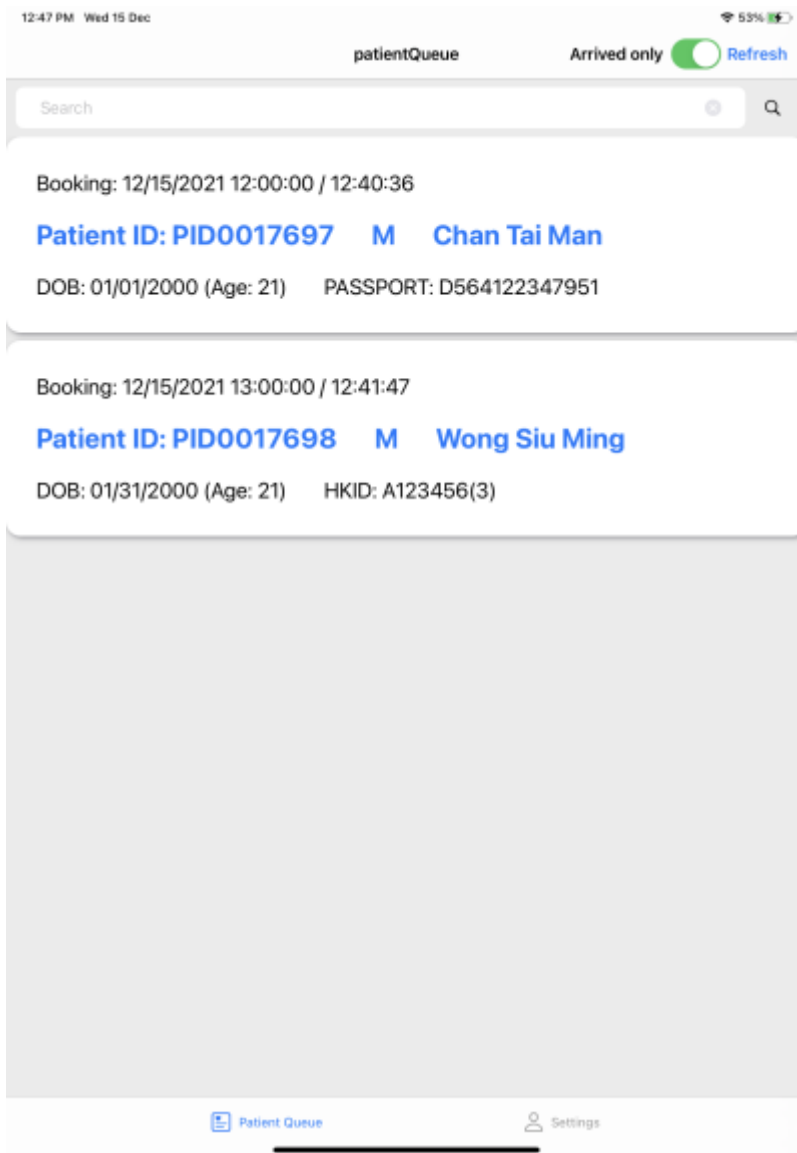 12:47 PM Wed 15 Dec 53%
patientQueue Arrived only Refresh
Search
Booking: 12/15/2021 12:00:00 / 12:40:36
Patient ID: PID0017697 M Chan Tai Man
DOB: 01/01/2000 (Age: 21) PASSPORT: D564122347951
Booking: 12/15/2021 13:00:00 / 12:41:47
Patient ID: PID0017698 M Wong Siu Ming
DOB: 01/31/2000 (Age: 21) HKID: A123456(3)
Patient Queue Settings